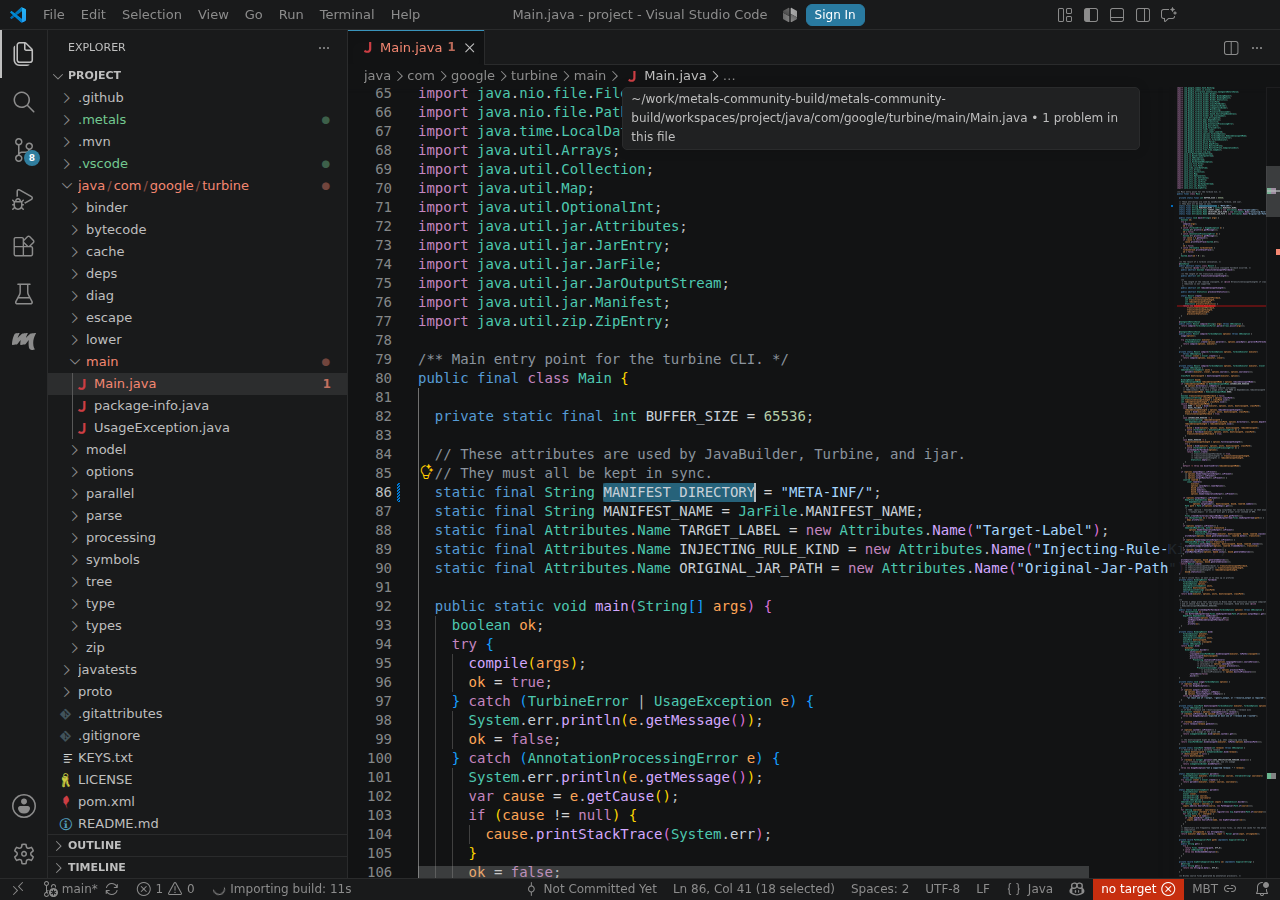 File Edit Selection View Go Run Terminal Help
Main.java - project - Visual Studio Code
Sign In
EXPLORER
PROJECT
.github
.metals
.mvn
.vscode
java/com/google/turbine
binder
bytecode
cache
deps
diag
escape
lower
main
Main.java 1
package-info.java
UsageException.java
model
options
parallel
parse
processing
symbols
tree
type
types
zip
javatests
proto
.gitattributes
.gitignore
KEYS.txt
LICENSE
pom.xml
README.md
OUTLINE
TIMELINE
8
Main.java 1
java > com > google > turbine > main > Main.java > ...
~/work/metals-community-build/metals-community-
build/workspaces/project/java/com/google/turbine/main/Main.java • 1 problem in
this file
65 import java.nio.file.File
66 import java.nio.file.Path
67 import java.time.LocalDa
68 import java.util.Arrays;
69 import java.util.Collection;
70 import java.util.Map;
71 import java.util.OptionalInt;
72 import java.util.jar.Attributes;
73 import java.util.jar.JarEntry;
74 import java.util.jar.JarFile;
75 import java.util.jar.JarOutputStream;
76 import java.util.jar.Manifest;
77 import java.util.zip.ZipEntry;
78
79 /** Main entry point for the turbine CLI. */
80 public final class Main {
81
82 private static final int BUFFER_SIZE = 65536;
83
84 // These attributes are used by JavaBuilder, Turbine, and ijar.
85 // They must all be kept in sync.
86 static final String MANIFEST_DIRECTORY = "META-INF/";
87 static final String MANIFEST_NAME = JarFile.MANIFEST_NAME;
88 static final Attributes.Name TARGET_LABEL = new Attributes.Name("Target-Label");
89 static final Attributes.Name INJECTING_RULE_KIND = new Attributes.Name("Injecting-Rule-K
90 static final Attributes.Name ORIGINAL_JAR_PATH = new Attributes.Name("Original-Jar-Path
91
92 public static void main(String[] args) {
93 boolean ok;
94 try {
95 compile(args);
96 ok = true;
97 } catch (TurbineError | UsageException e) {
98 System.err.println(e.getMessage());
99 ok = false;
100 } catch (AnnotationProcessingError e) {
101 System.err.println(e.getMessage());
102 var cause = e.getCause();
103 if (cause != null) {
104 cause.printStackTrace(System.err);
105 }
106 ok = false;
main* 1 0 Importing build: 11s
Not Committed Yet Ln 86, Col 41 (18 selected) Spaces: 2 UTF-8 LF { } Java no target MBT